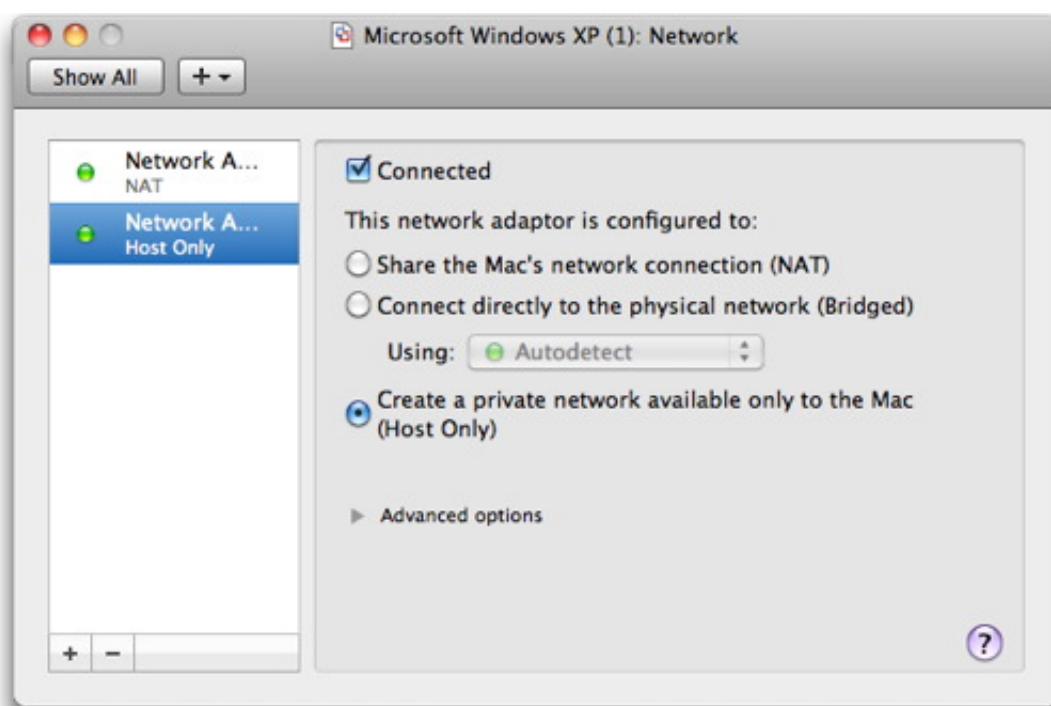 Microsoft Windows XP (1): Network
Show All
+
Network A...
NAT
Network A...
Host Only
Connected
This network adaptor is configured to:
Share the Mac's network connection (NAT)
Connect directly to the physical network (Bridged)
Using: Autodetect
Create a private network available only to the Mac
(Host Only)
Advanced options
+ −
?